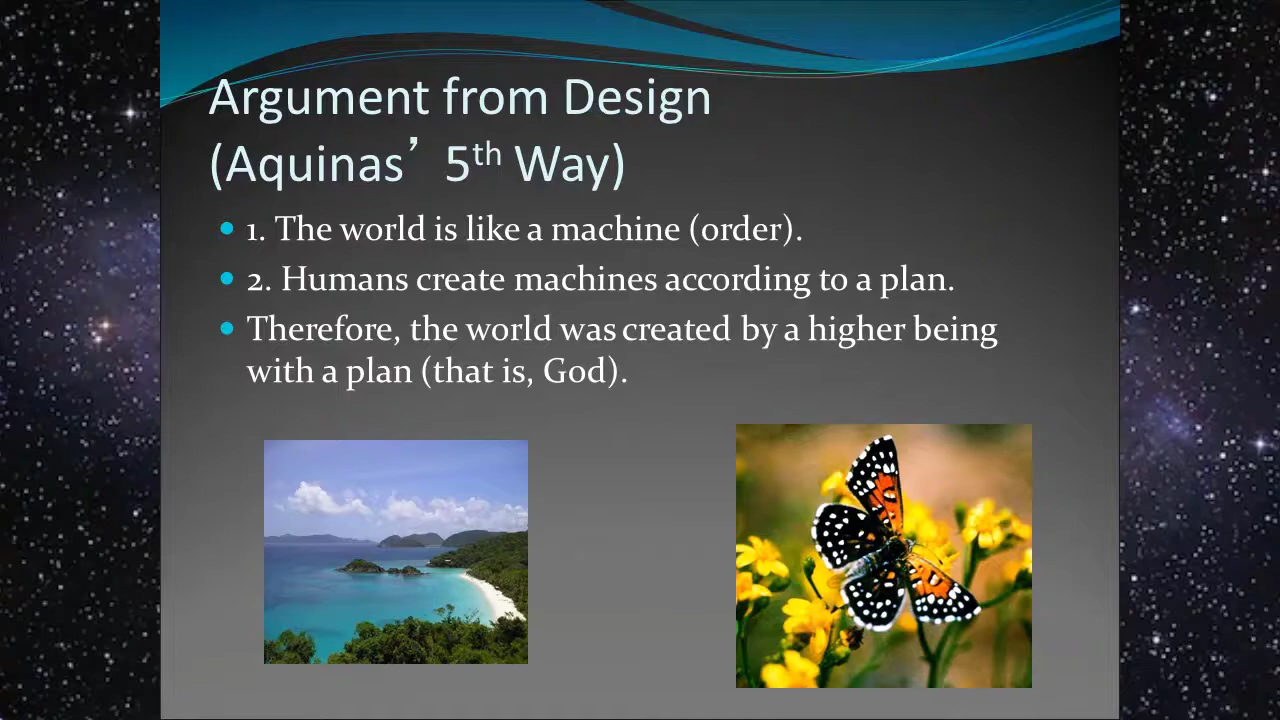 Argument from Design
(Aquinas’ 5th Way)
• 1. The world is like a machine (order).
• 2. Humans create machines according to a plan.
• Therefore, the world was created by a higher being
with a plan (that is, God).